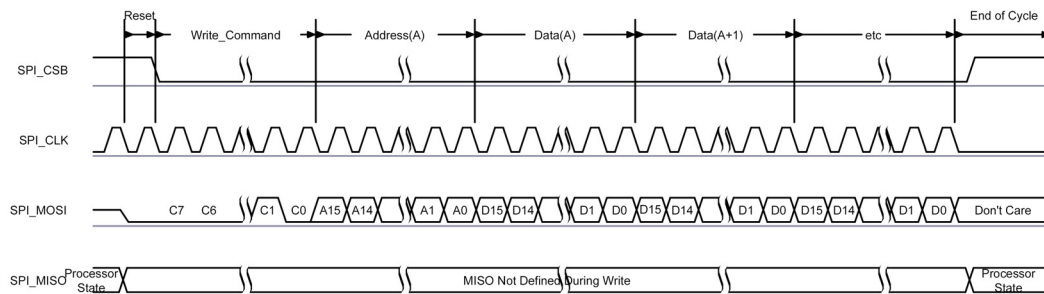 Reset
End of Cycle
Write_Command Address(A) Data(A) Data(A+1) etc
SPI_CSB
SPI_CLK
SPI_MOSI C7 C6 C1 C0 A15 A14 A1 A0 D15 D14 D1 D0 D15 D14 D1 D0 D15 D14 D1 D0 Don't Care
SPI_MISO Processor State MISO Not Defined During Write Processor State